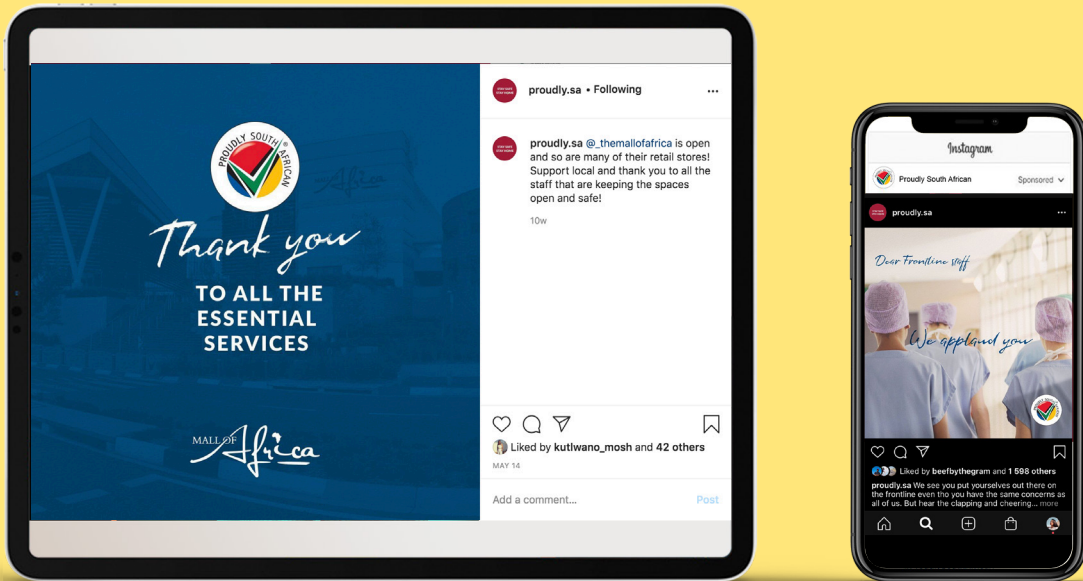 PROUDLY SOUTH AFRICAN
Africa
Thank you
TO ALL THE
ESSENTIAL
SERVICES
MALL OF
Africa
proudly.sa • Following
proudly.sa @_themallofafrica is open
and so are many of their retail stores!
Support local and thank you to all the
staff that are keeping the spaces
open and safe!
10w
Liked by kutlwano_mosh and 42 others
MAY 14
Add a comment...
Post
Instagram
Proudly South African
Sponsored
proudly.sa
Dear Frontline staff
We applaud you
PROUDLY SOUTH AFRICAN
Liked by beefbythegram and 1 598 others
proudly.sa We see you put yourselves out there on
the frontline even tho you have the same concerns as
all of us. But hear the clapping and cheering... more